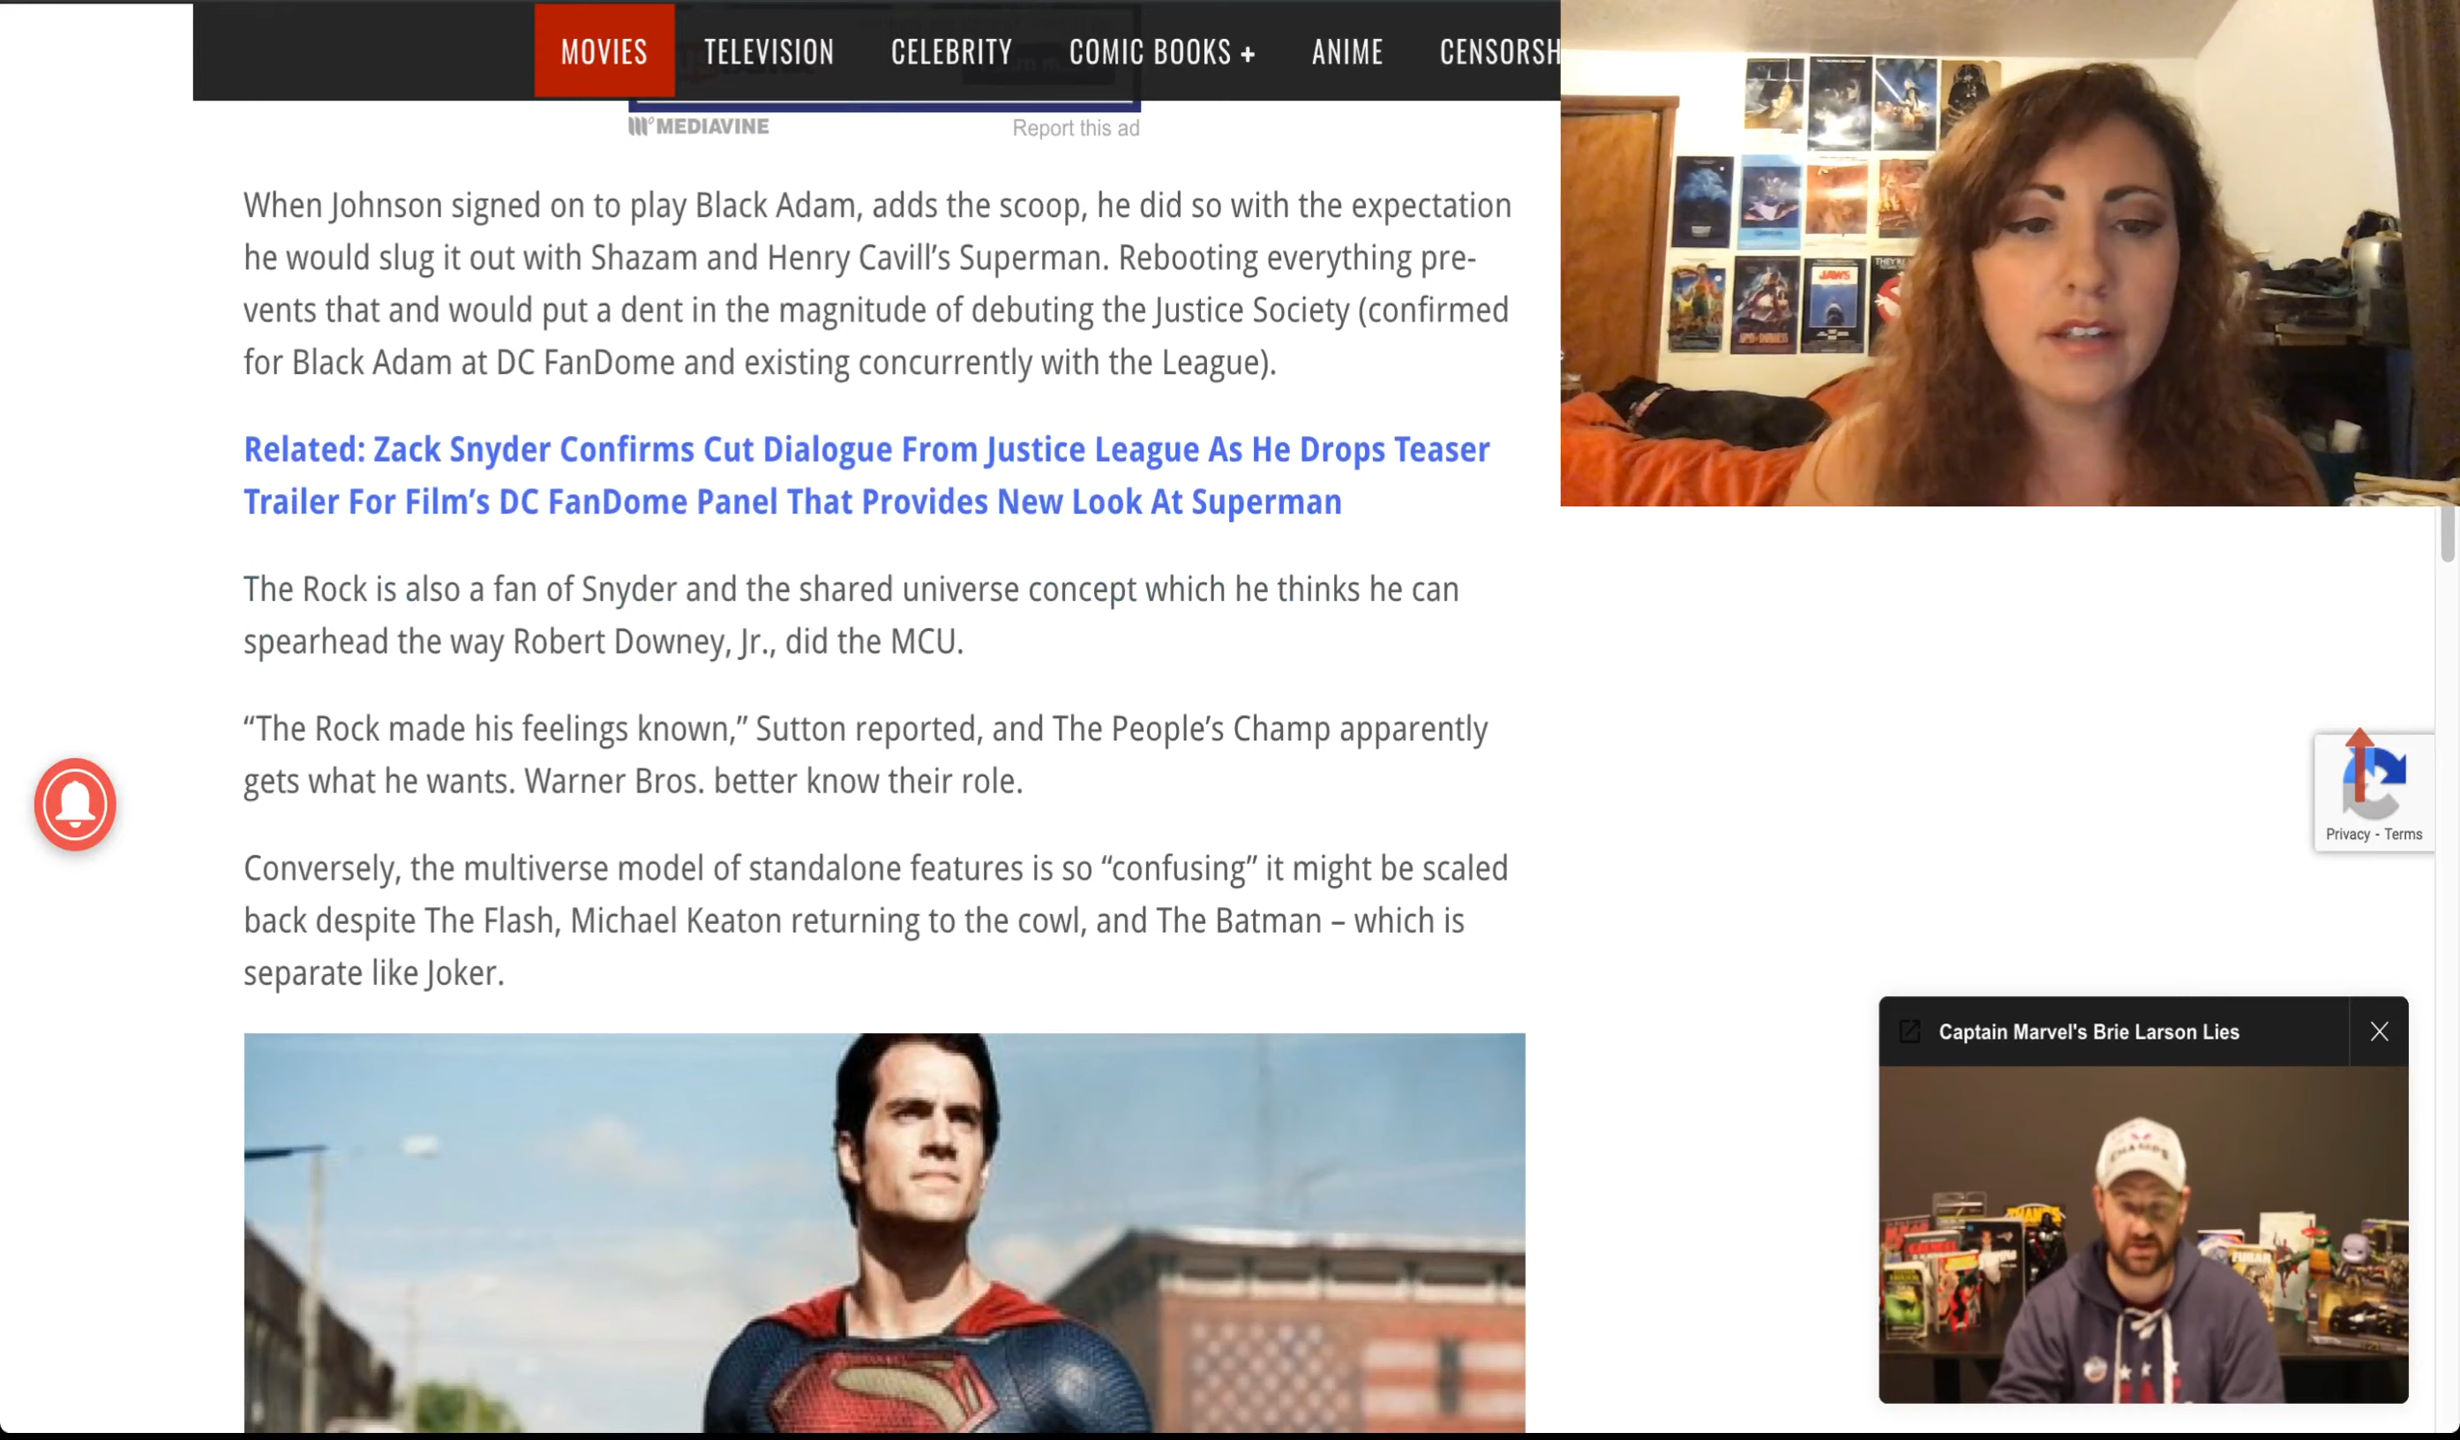 MOVIES TELEVISION CELEBRITY COMIC BOOKS + ANIME CENSORSH
MEDIAVINE Report this ad
When Johnson signed on to play Black Adam, adds the scoop, he did so with the expectation
he would slug it out with Shazam and Henry Cavill’s Superman. Rebooting everything pre-
vents that and would put a dent in the magnitude of debuting the Justice Society (confirmed
for Black Adam at DC FanDome and existing concurrently with the League).
Related: Zack Snyder Confirms Cut Dialogue From Justice League As He Drops Teaser
Trailer For Film’s DC FanDome Panel That Provides New Look At Superman
The Rock is also a fan of Snyder and the shared universe concept which he thinks he can
spearhead the way Robert Downey, Jr., did the MCU.
“The Rock made his feelings known,” Sutton reported, and The People’s Champ apparently
gets what he wants. Warner Bros. better know their role.
Conversely, the multiverse model of standalone features is so “confusing” it might be scaled
back despite The Flash, Michael Keaton returning to the cowl, and The Batman – which is
separate like Joker.
JAWS
Privacy - Terms
Captain Marvel's Brie Larson Lies